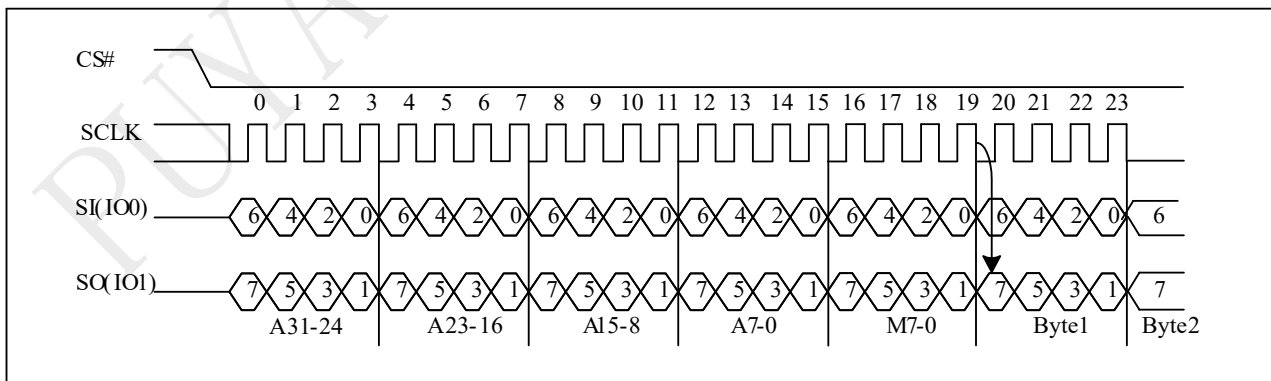 PUYA
CS#
0 1 2 3 4 5 6 7 8 9 10 11 12 13 14 15 16 17 18 19 20 21 22 23
SCLK
SI(IO0) 6 4 2 0 6 4 2 0 6 4 2 0 6 4 2 0 6 4 2 0 6 4 2 0 6
SO(IO1) 7 5 3 1 7 5 3 1 7 5 3 1 7 5 3 1 7 5 3 1 7 5 3 1 7
A31-24 A23-16 A15-8 A7-0 M7-0 Byte1 Byte2